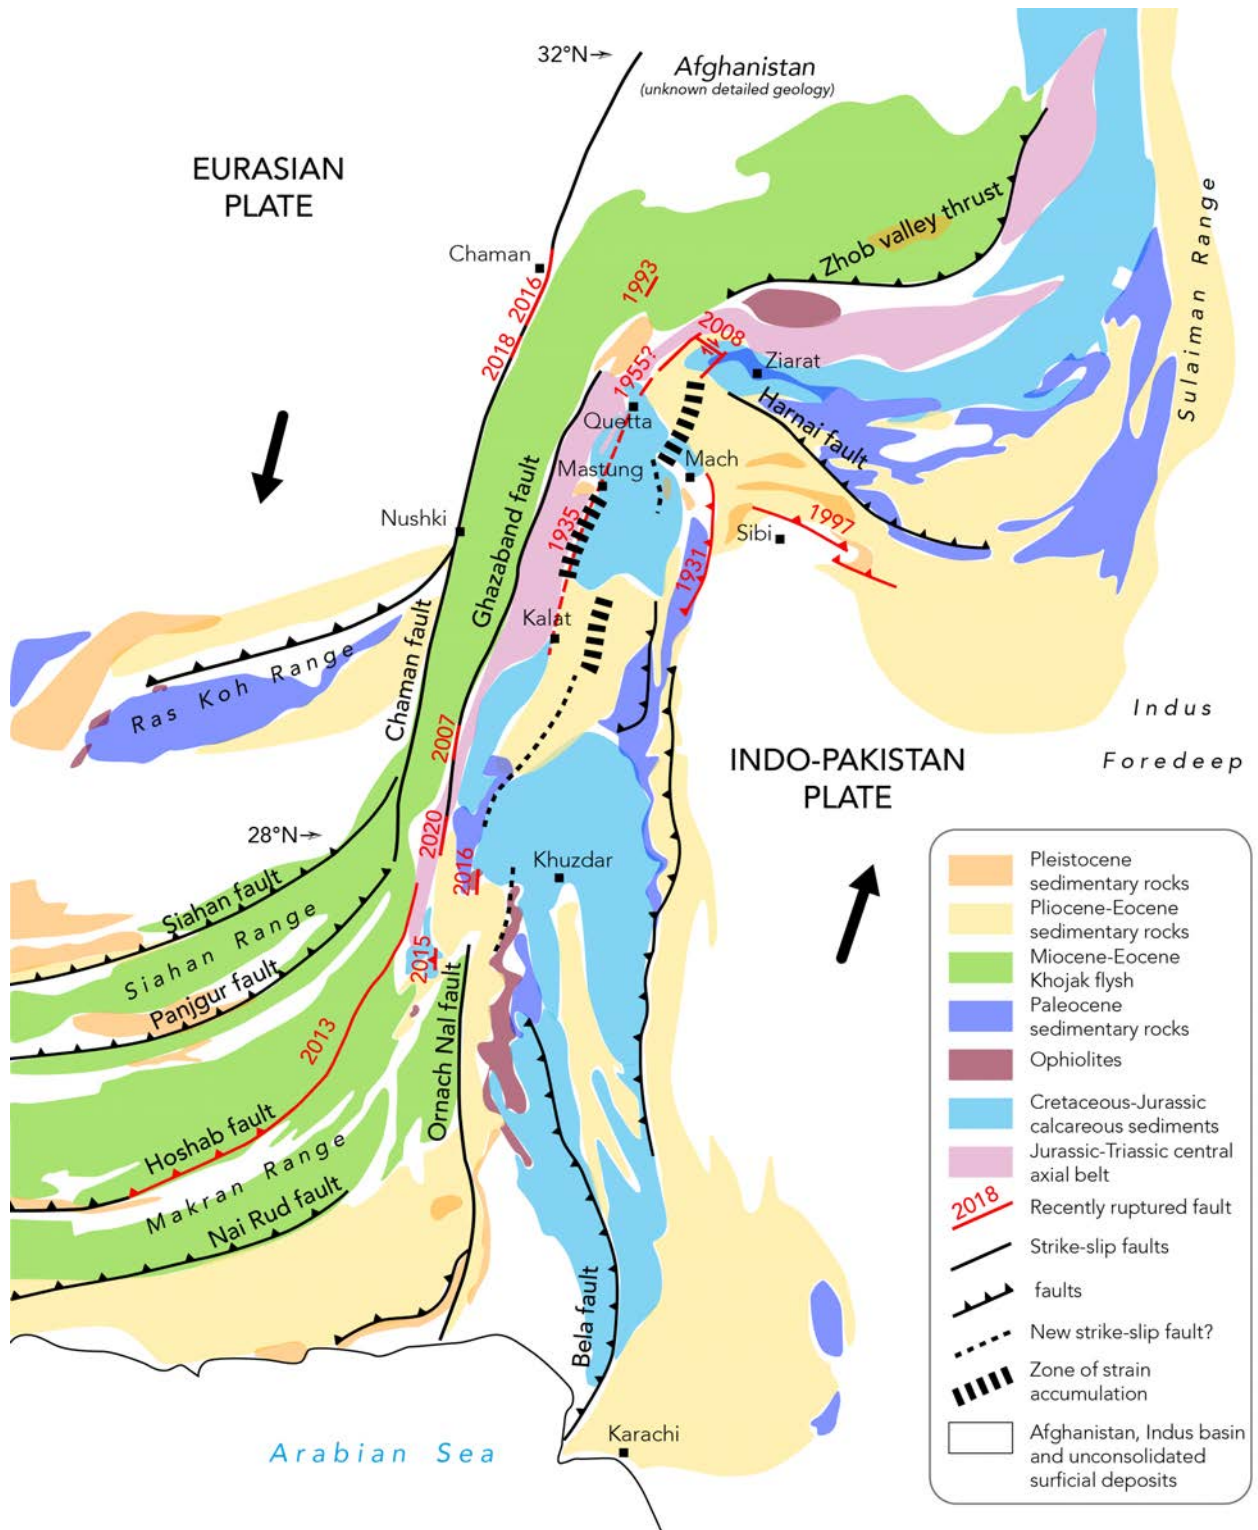 32°N→
Afghanistan
(unknown detailed geology)
EURASIAN
PLATE
Chaman
2016
2018
1993
Zhob valley thrust
Sulaiman Range
2008
1955?
Ziarat
Quetta
Harnai fault
Mastung
Mach
Nushki
Ghazaband fault
1935
1997
Sibi
1931
Kalat
Chaman fault
Ras Koh Range
2007
Indus
Foredeep
INDO-PAKISTAN
PLATE
28°N→
2020
2016
Khuzdar
Siahan fault
Siahan Range
2015
Panjgur fault
2013
Ornach Nal fault
Hoshab fault
Makran Range
Nai Rud fault
Bela fault
Karachi
Arabian Sea
Pleistocene
sedimentary rocks
Pliocene-Eocene
sedimentary rocks
Miocene-Eocene
Khojak flysh
Paleocene
sedimentary rocks
Ophiolites
Cretaceous-Jurassic
calcareous sediments
Jurassic-Triassic central
axial belt
2018
Recently ruptured fault
Strike-slip faults
faults
New strike-slip fault?
Zone of strain
accumulation
Afghanistan, Indus basin
and unconsolidated
surficial deposits